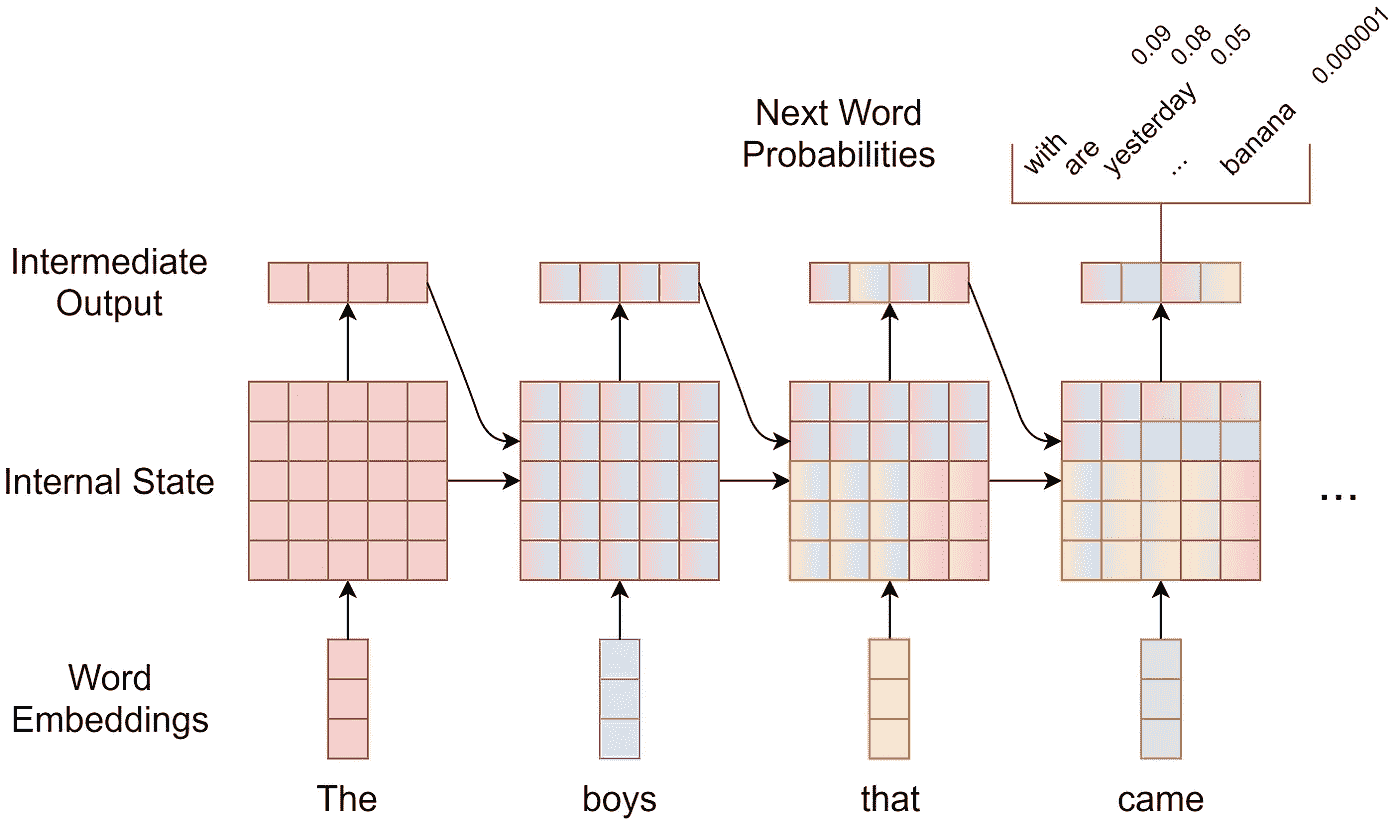 0.09
0.08
0.05
0.000001
Next Word
Probabilities
with
are
yesterday
...
banana
Intermediate
Output
Internal State
...
Word
Embeddings
The
boys
that
came